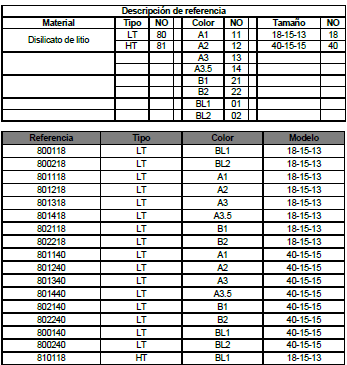 Descripción de referencia
Material Tipo NO Color NO Tamaño NO
Disilicato de litio LT 80 A1 11 18-15-13 18
HT 81 A2 12 40-15-15 40
A3 13
A3.5 14
B1 21
B2 22
BL1 01
BL2 02
Referencia Tipo Color Modelo
800118 LT BL1 18-15-13
800218 LT BL2 18-15-13
801118 LT A1 18-15-13
801218 LT A2 18-15-13
801318 LT A3 18-15-13
801418 LT A3.5 18-15-13
802118 LT B1 18-15-13
802218 LT B2 18-15-13
801140 LT A1 40-15-15
801240 LT A2 40-15-15
801340 LT A3 40-15-15
801440 LT A3.5 40-15-15
802140 LT B1 40-15-15
802240 LT B2 40-15-15
800140 LT BL1 40-15-15
800240 LT BL2 40-15-15
810118 HT BL1 18-15-13